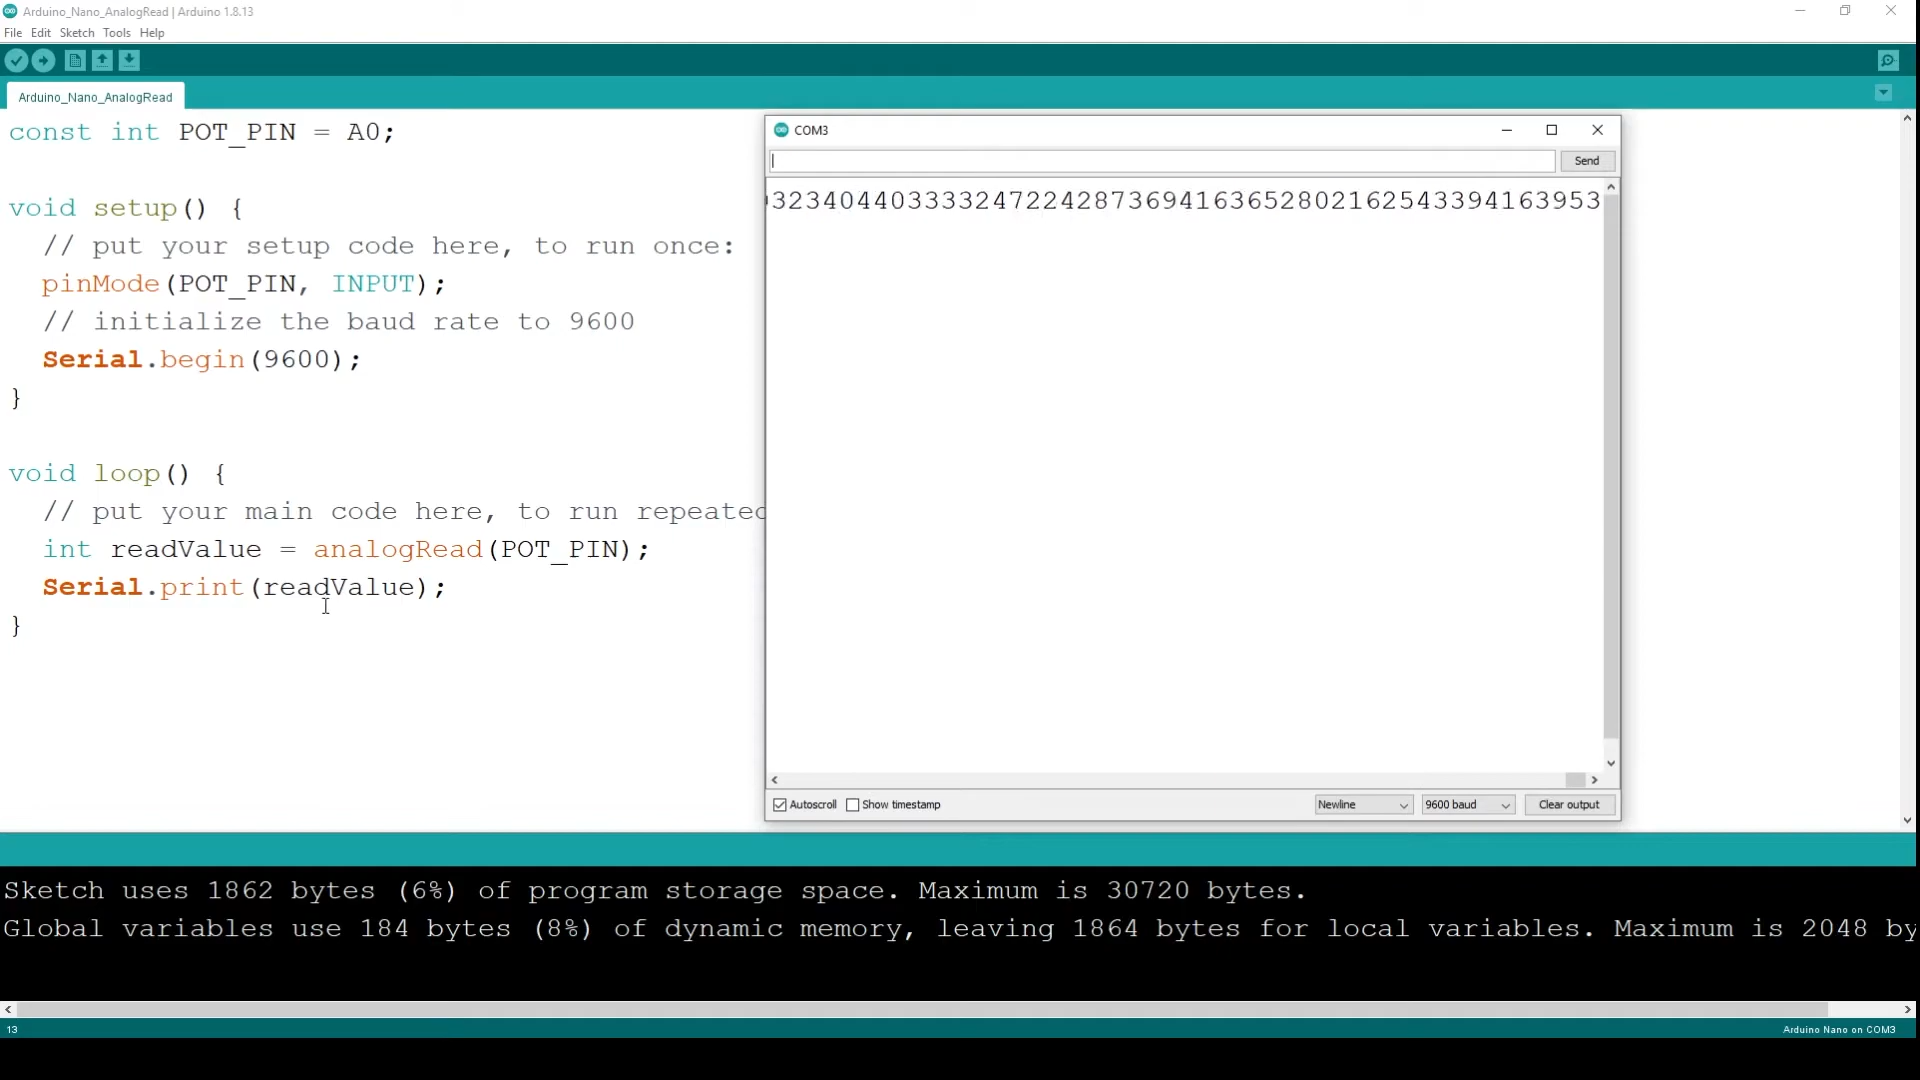 Arduino_Nano_AnalogRead | Arduino 1.8.13
File Edit Sketch Tools Help
Arduino_Nano_AnalogRead
const int POT_PIN = A0;
void setup() {
// put your setup code here, to run once:
pinMode(POT_PIN, INPUT);
// initialize the baud rate to 9600
Serial.begin(9600);
}
void loop() {
// put your main code here, to run repeated
int readValue = analogRead(POT_PIN);
Serial.print(readValue);
}
COM3
Send
3234044033332472242873694163652802162543394163953
Autoscroll Show timestamp Newline 9600 baud Clear output
Sketch uses 1862 bytes (6%) of program storage space. Maximum is 30720 bytes.
Global variables use 184 bytes (8%) of dynamic memory, leaving 1864 bytes for local variables. Maximum is 2048 by
13 Arduino Nano on COM3